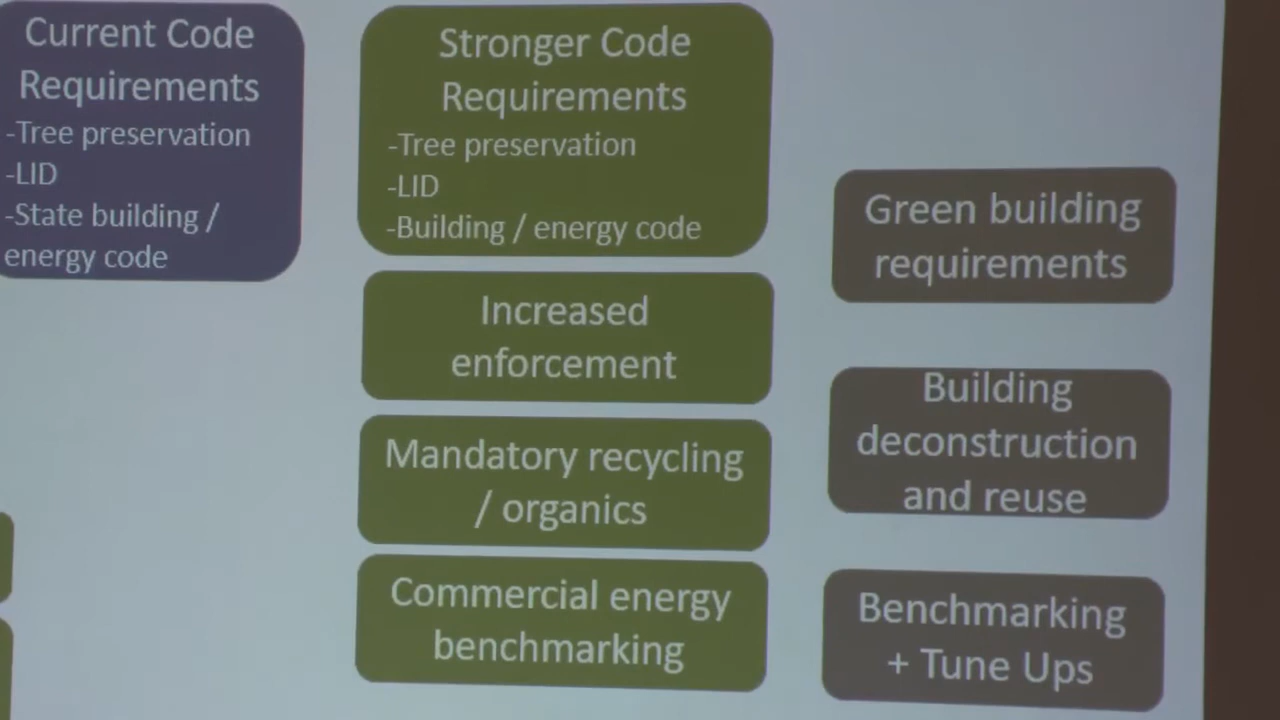 Current Code
Requirements
-Tree preservation
-LID
-State building /
energy code
Stronger Code
Requirements
-Tree preservation
-LID
-Building / energy code
Increased
enforcement
Mandatory recycling
/ organics
Commercial energy
benchmarking
Green building
requirements
Building
deconstruction
and reuse
Benchmarking
+ Tune Ups